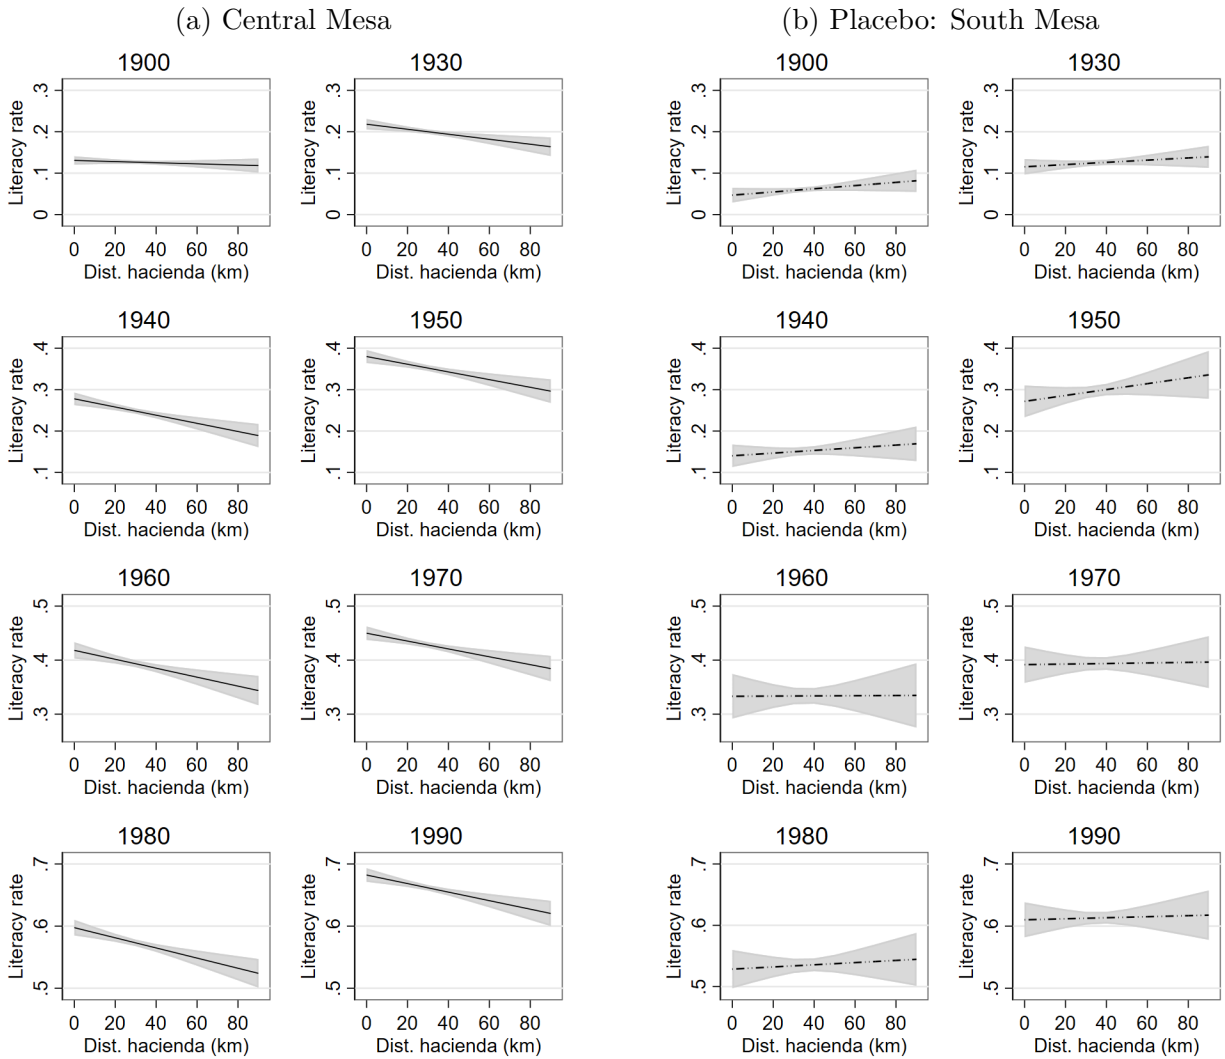 (a) Central Mesa
(b) Placebo: South Mesa
1900
1930
1900
1930
Literacy rate
0 .1 .2 .3
Literacy rate
0 .1 .2 .3
Literacy rate
0 .1 .2 .3
Literacy rate
0 .1 .2 .3
0 20 40 60 80
0 20 40 60 80
0 20 40 60 80
0 20 40 60 80
Dist. hacienda (km)
Dist. hacienda (km)
Dist. hacienda (km)
Dist. hacienda (km)
1940
1950
1940
1950
Literacy rate
.1 .2 .3 .4
Literacy rate
.1 .2 .3 .4
Literacy rate
.1 .2 .3 .4
Literacy rate
.1 .2 .3 .4
0 20 40 60 80
0 20 40 60 80
0 20 40 60 80
0 20 40 60 80
Dist. hacienda (km)
Dist. hacienda (km)
Dist. hacienda (km)
Dist. hacienda (km)
1960
1970
1960
1970
Literacy rate
.3 .4 .5
Literacy rate
.3 .4 .5
Literacy rate
.3 .4 .5
Literacy rate
.3 .4 .5
0 20 40 60 80
0 20 40 60 80
0 20 40 60 80
0 20 40 60 80
Dist. hacienda (km)
Dist. hacienda (km)
Dist. hacienda (km)
Dist. hacienda (km)
1980
1990
1980
1990
Literacy rate
.5 .6 .7
Literacy rate
.5 .6 .7
Literacy rate
.5 .6 .7
Literacy rate
.5 .6 .7
0 20 40 60 80
0 20 40 60 80
0 20 40 60 80
0 20 40 60 80
Dist. hacienda (km)
Dist. hacienda (km)
Dist. hacienda (km)
Dist. hacienda (km)